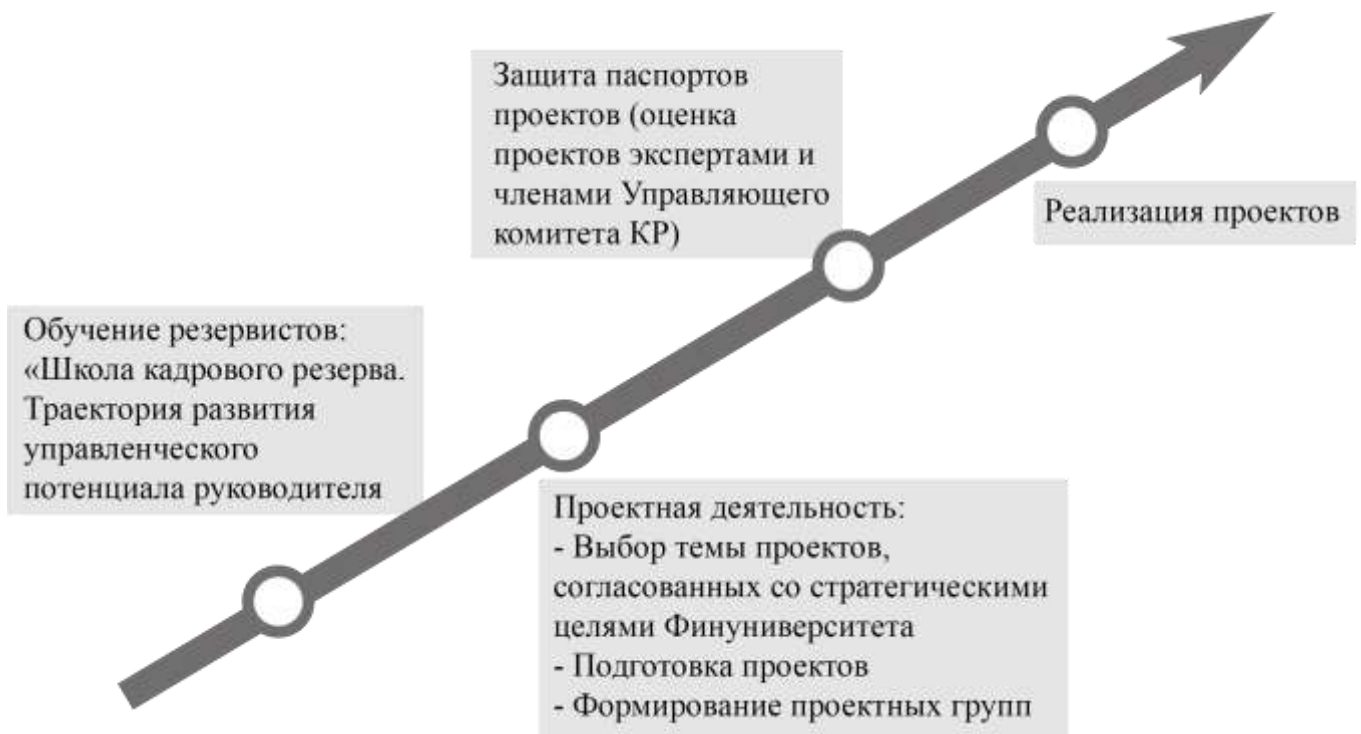 Защита паспортов
проектов (оценка
проектов экспертами и
членами Управляющего
комитета КР)
Реализация проектов
Обучение резервистов:
«Школа кадрового резерва.
Траектория развития
управленческого
потенциала руководителя
Проектная деятельность:
- Выбор темы проектов,
согласованных со стратегическими
целями Финуниверситета
- Подготовка проектов
- Формирование проектных групп